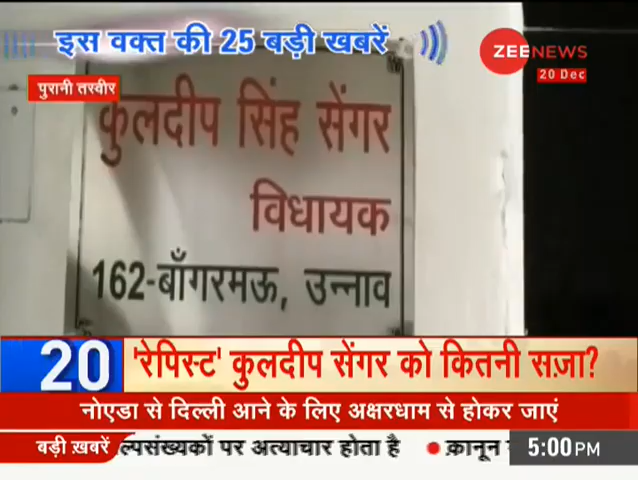 इस वक्त की 25 बड़ी खबरें
ZEENEWS
20 Dec
पुरानी तस्वीर
कुलदीप सिंह सेंगर
विधायक
162-बाँगरमऊ, उन्नाव
20 'रेपिस्ट' कुलदीप सेंगर को कितनी सज़ा?
नोएडा से दिल्ली आने के लिए अक्षरधाम से होकर जाएं
बड़ी ख़बरें ल्पसंख्यकों पर अत्याचार होता है • क़ानून 5:00PM